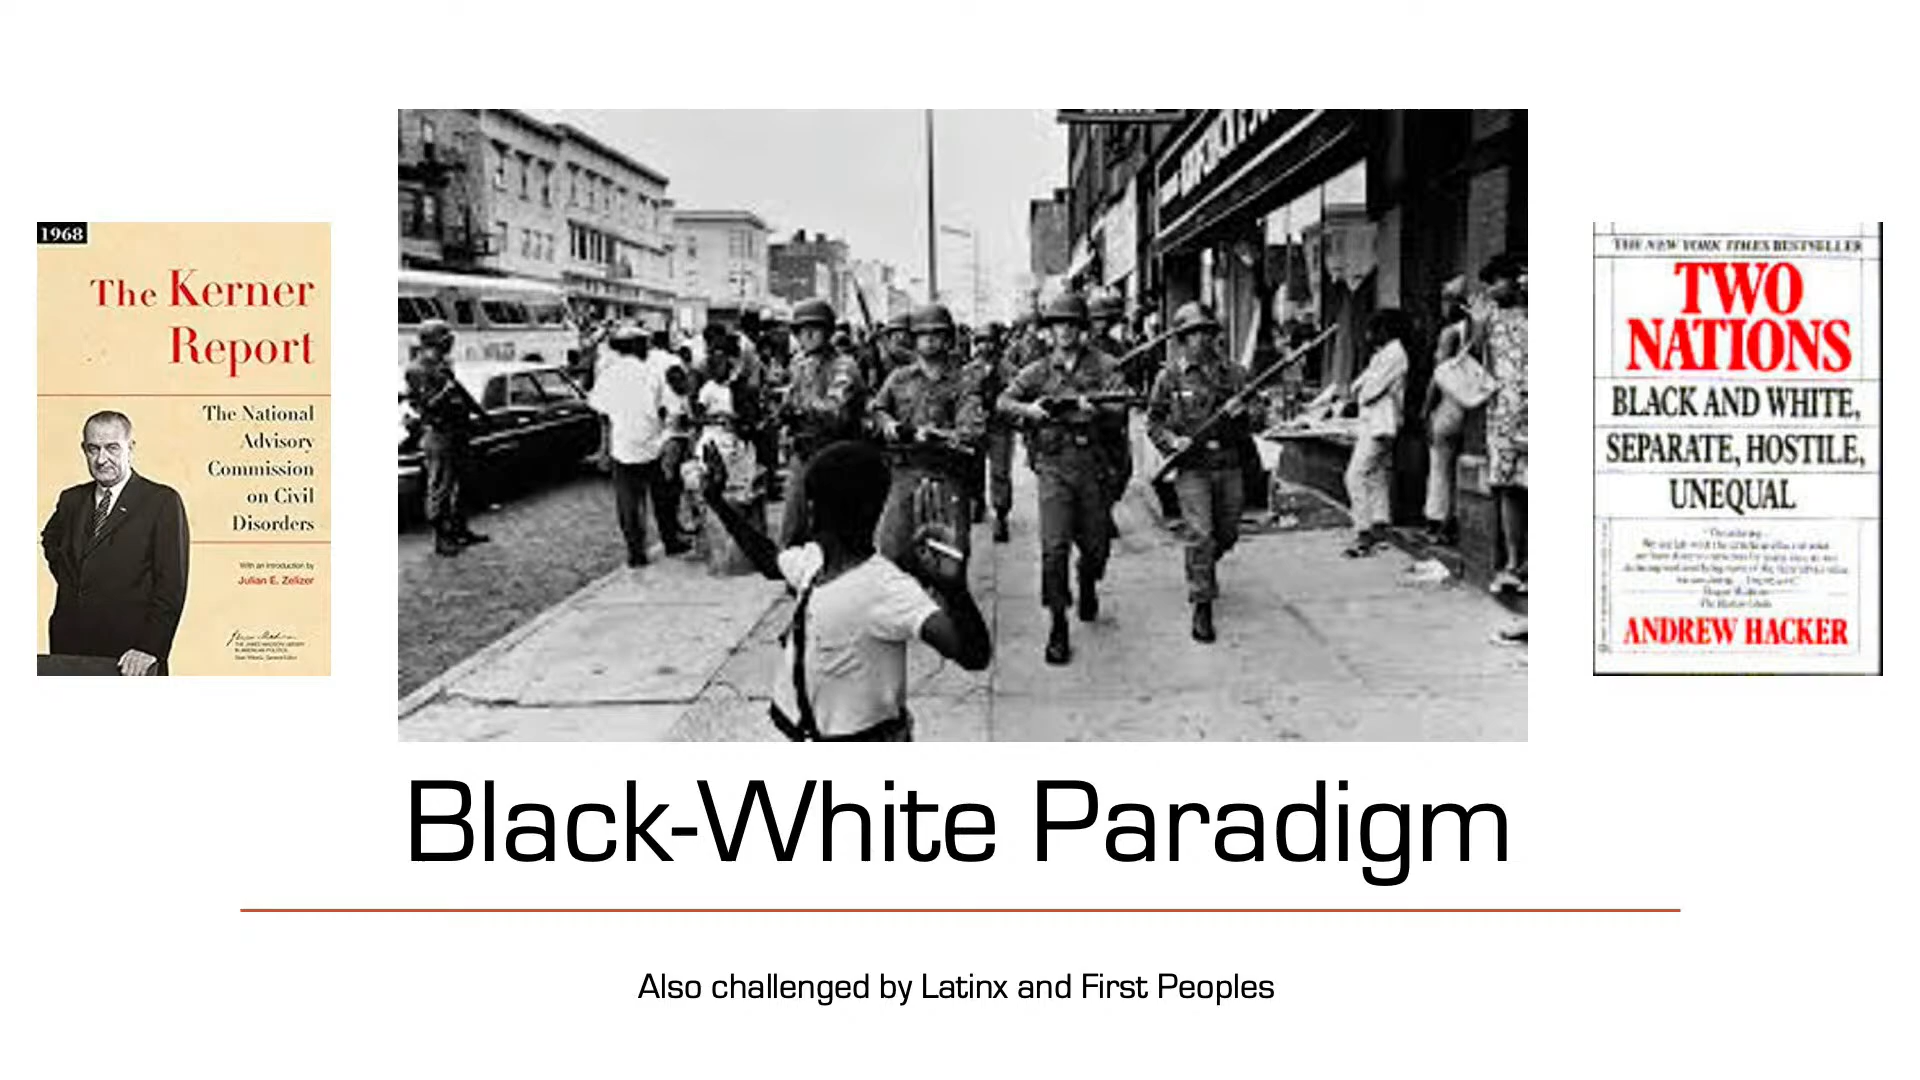 1968
The Kerner
Report
The National
Advisory
Commission
on Civil
Disorders
With an introduction by
Julian E. Zelizer
THE NEW YORK TIMES BESTSELLER
TWO
NATIONS
BLACK AND WHITE,
SEPARATE, HOSTILE,
UNEQUAL
ANDREW HACKER
Black-White Paradigm
Also challenged by Latinx and First Peoples